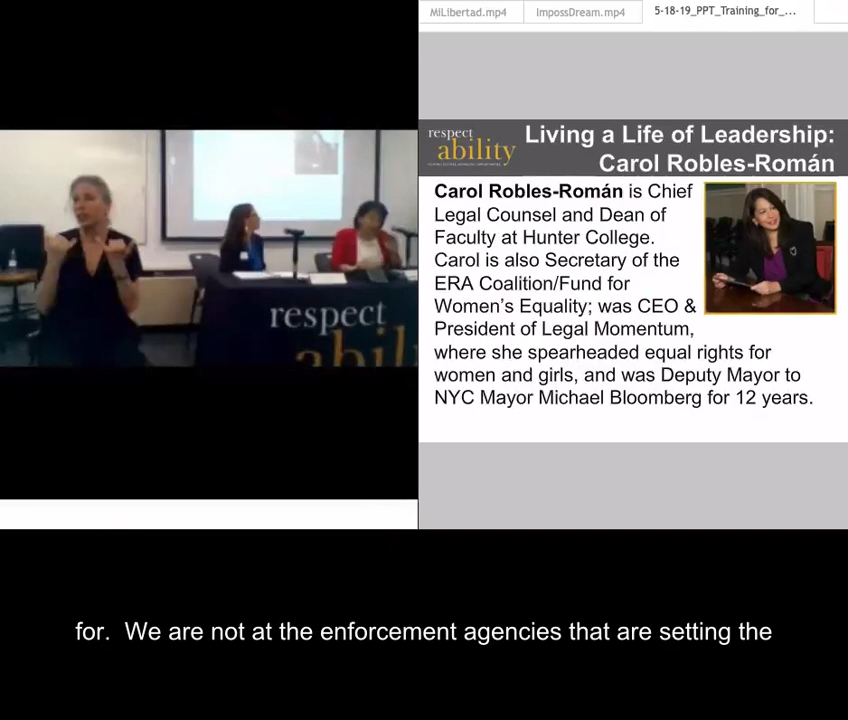 MiLibertad.mp4
ImpossDream.mp4
5-18-19_PPT_Training_for_...
respect
ability
Living a Life of Leadership:
Carol Robles-Román
Carol Robles-Román is Chief
Legal Counsel and Dean of
Faculty at Hunter College.
Carol is also Secretary of the
ERA Coalition/Fund for
Women's Equality; was CEO &
President of Legal Momentum,
where she spearheaded equal rights for
women and girls, and was Deputy Mayor to
NYC Mayor Michael Bloomberg for 12 years.
respect
abili
for. We are not at the enforcement agencies that are setting the